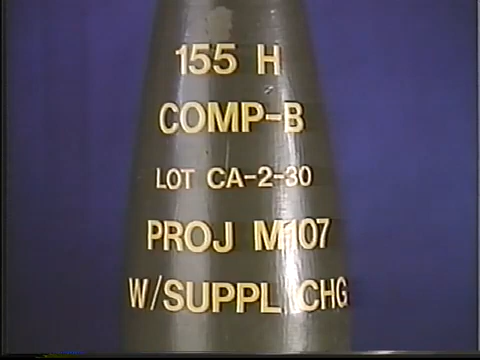 155 H
COMP-B
LOT CA-2-30
PROJ M107
W/SUPPL CHG